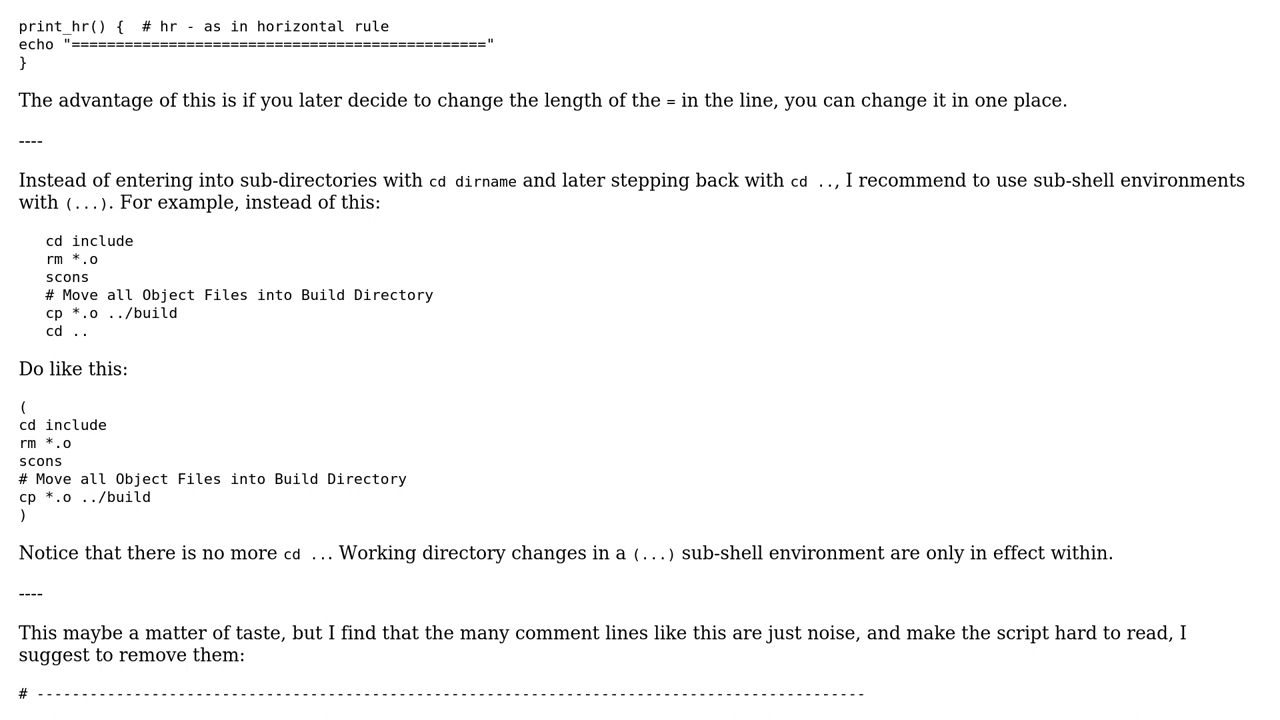 print_hr() {  # hr - as in horizontal rule
echo "==============================================="
}
The advantage of this is if you later decide to change the length of the = in the line, you can change it in one place.
----
Instead of entering into sub-directories with cd dirname and later stepping back with cd .., I recommend to use sub-shell environments
with (...). For example, instead of this:
   cd include
   rm *.o
   scons
   # Move all Object Files into Build Directory
   cp *.o ../build
   cd ..
Do like this:
(
cd include
rm *.o
scons
# Move all Object Files into Build Directory
cp *.o ../build
)
Notice that there is no more cd ... Working directory changes in a (...) sub-shell environment are only in effect within.
----
This maybe a matter of taste, but I find that the many comment lines like this are just noise, and make the script hard to read, I
suggest to remove them:
# ----------------------------------------------------------------------------------------------